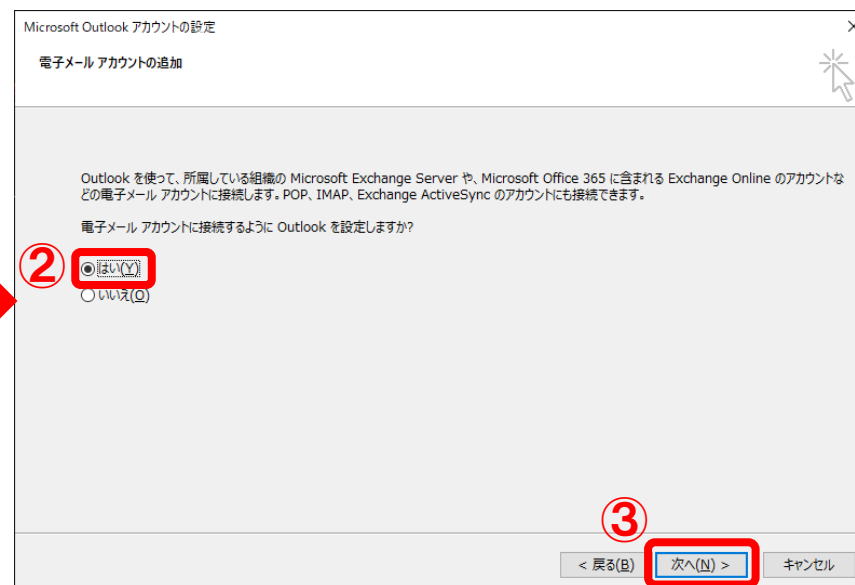 Microsoft Outlook アカウントの設定
電子メール アカウントの追加
Outlook を使って、所属している組織の Microsoft Exchange Server や、Microsoft Office 365 に含まれる Exchange Online のアカウントな
どの電子メール アカウントに接続します。POP、IMAP、Exchange ActiveSync のアカウントにも接続できます。
電子メール アカウントに接続するように Outlook を設定しますか?
② はい(Y)
いいえ(O)
③
< 戻る(B) 次へ(N) > キャンセル